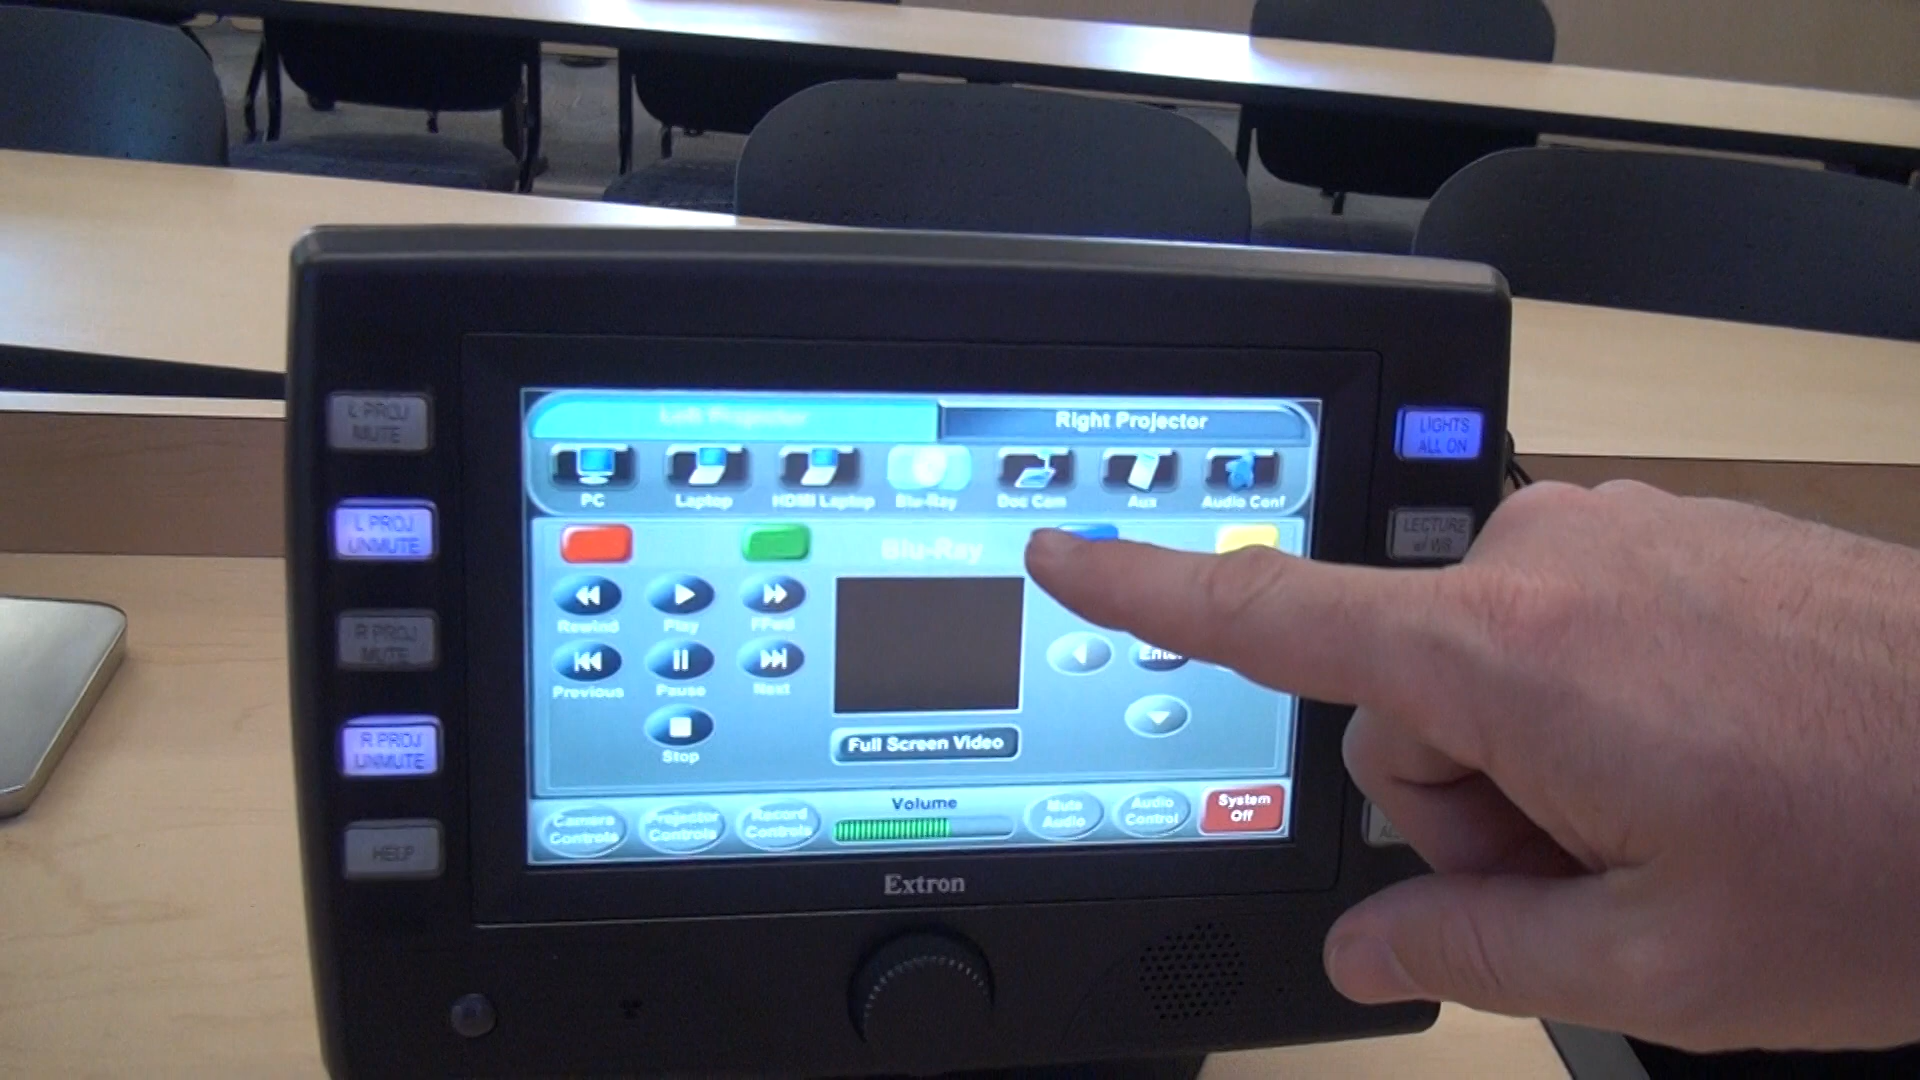 Left Projector
Right Projector
PC
Laptop
HDMI Laptop
Blu-Ray
Doc Cam
Aux
Audio Conf
Blu-Ray
Rewind
Play
FFwd
Previous
Pause
Next
Stop
Enter
Full Screen Video
Camera
Controls
Projector
Controls
Record
Controls
Volume
Mute
Audio
Audio
Control
System
Off
Extron
L PROJ
MUTE
L PROJ
UNMUTE
R PROJ
MUTE
R PROJ
UNMUTE
HELP
LIGHTS
ALL ON
LECTURE
w/ WB